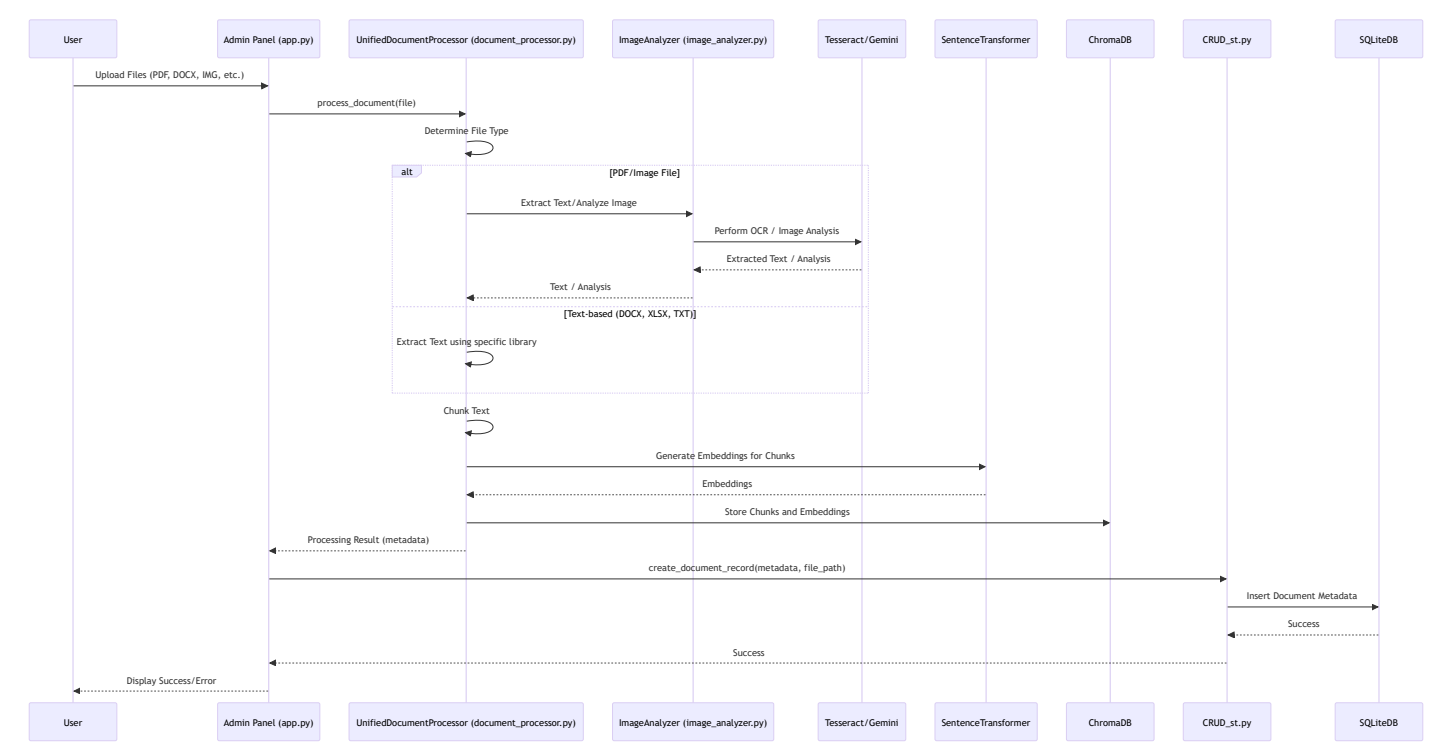 User
Admin Panel (app.py)
UnifiedDocumentProcessor (document_processor.py)
ImageAnalyzer (image_analyzer.py)
Tesseract/Gemini
SentenceTransformer
ChromaDB
CRUD_st.py
SQLiteDB
Upload Files (PDF, DOCX, IMG, etc.)
process_document(file)
Determine File Type
alt
[PDF/Image File]
Extract Text/Analyze Image
Perform OCR / Image Analysis
Extracted Text / Analysis
Text / Analysis
[Text-based (DOCX, XLSX, TXT)]
Extract Text using specific library
Chunk Text
Generate Embeddings for Chunks
Embeddings
Store Chunks and Embeddings
Processing Result (metadata)
create_document_record(metadata, file_path)
Insert Document Metadata
Success
Success
Display Success/Error
User
Admin Panel (app.py)
UnifiedDocumentProcessor (document_processor.py)
ImageAnalyzer (image_analyzer.py)
Tesseract/Gemini
SentenceTransformer
ChromaDB
CRUD_st.py
SQLiteDB